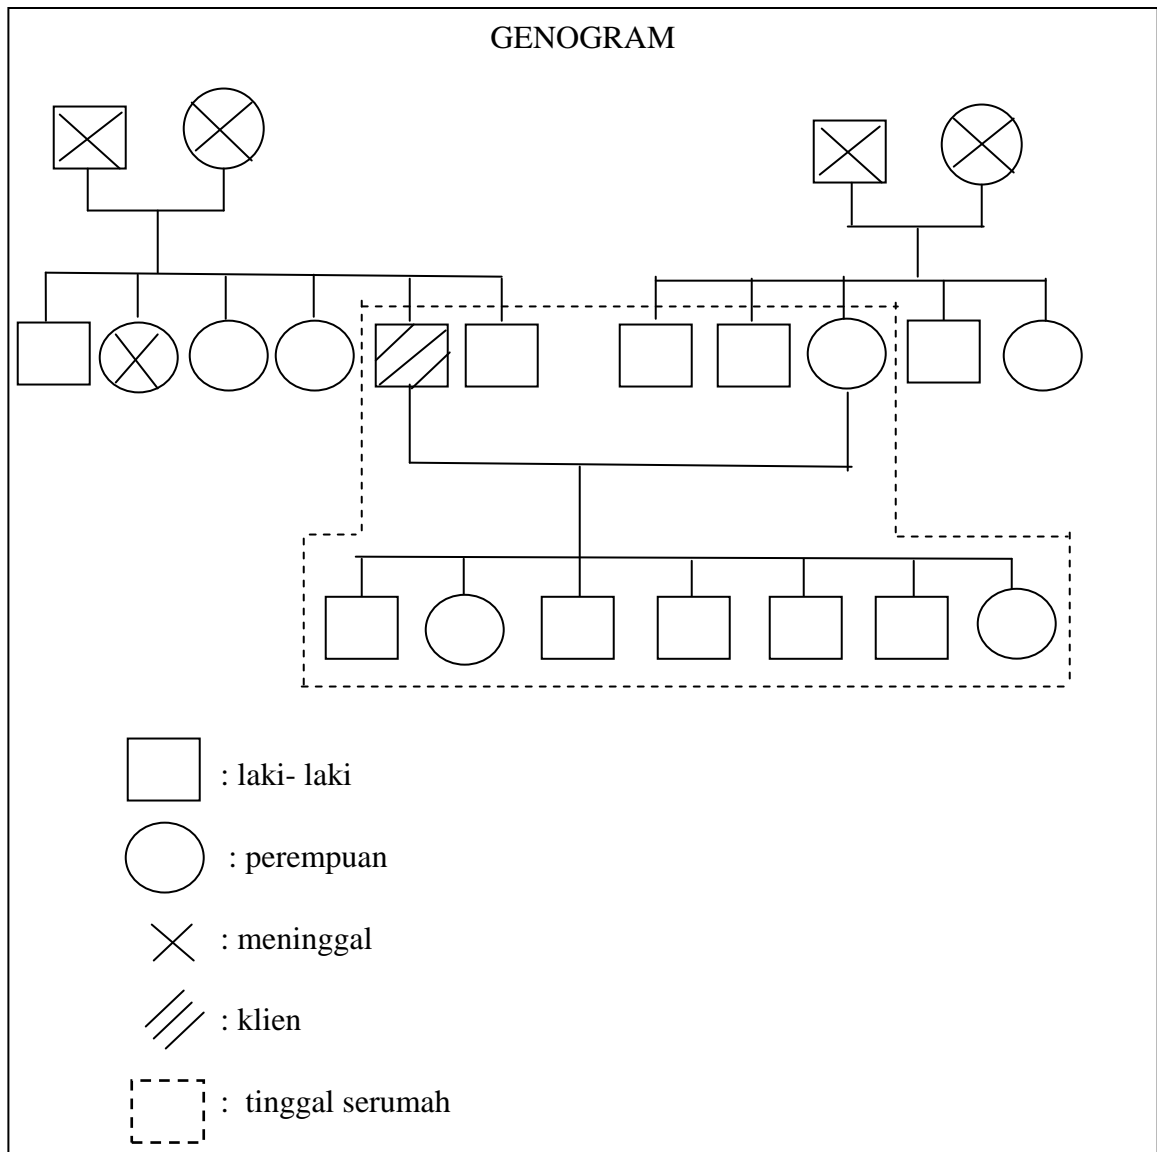 GENOGRAM
: laki- laki
: perempuan
: meninggal
: klien
: tinggal serumah